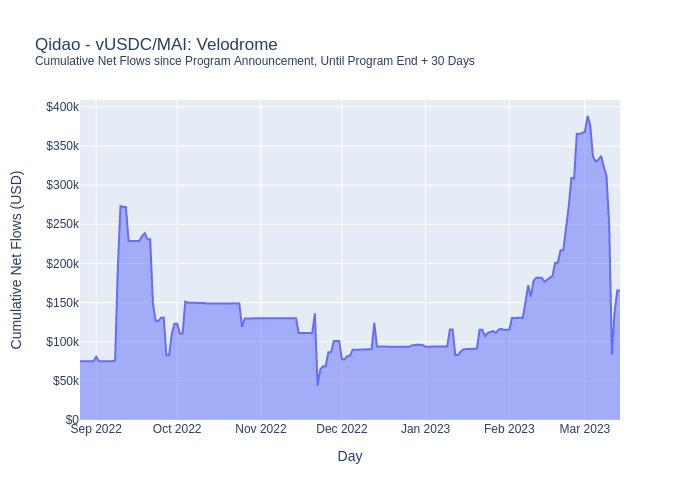 Qidao - vUSDC/MAI: Velodrome
Cumulative Net Flows since Program Announcement, Until Program End + 30 Days
Cumulative Net Flows (USD)
$400k
$350k
$300k
$250k
$200k
$150k
$100k
$50k
$0
Sep 2022 Oct 2022 Nov 2022 Dec 2022 Jan 2023 Feb 2023 Mar 2023
Day